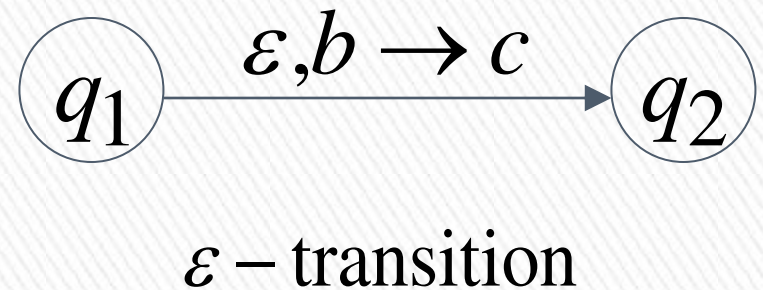 ε,b → c
q1 q2
ε – transition